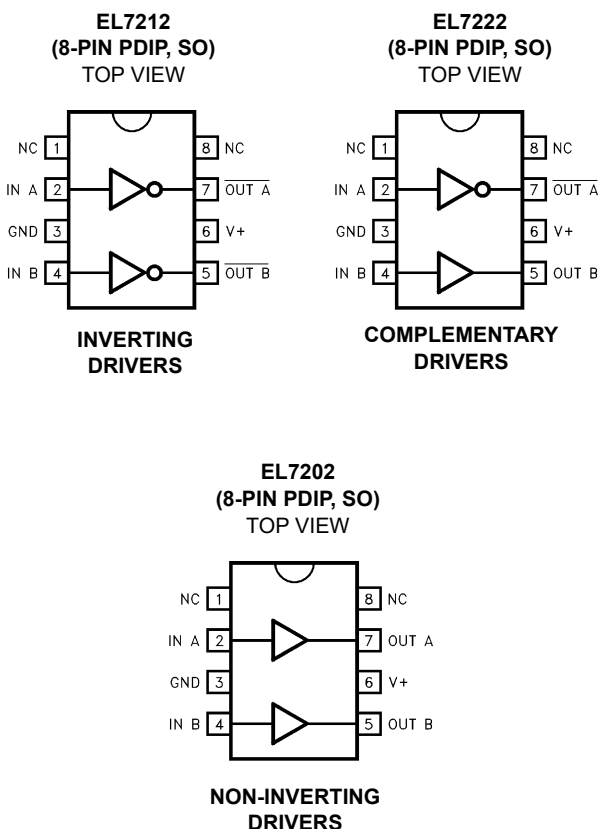 EL7212
(8-PIN PDIP, SO)
TOP VIEW
NC 1
8 NC
IN A 2
7 OUT A
GND 3
6 V+
IN B 4
5 OUT B
INVERTING
DRIVERS
EL7222
(8-PIN PDIP, SO)
TOP VIEW
NC 1
8 NC
IN A 2
7 OUT A
GND 3
6 V+
IN B 4
5 OUT B
COMPLEMENTARY
DRIVERS
EL7202
(8-PIN PDIP, SO)
TOP VIEW
NC 1
8 NC
IN A 2
7 OUT A
GND 3
6 V+
IN B 4
5 OUT B
NON-INVERTING
DRIVERS